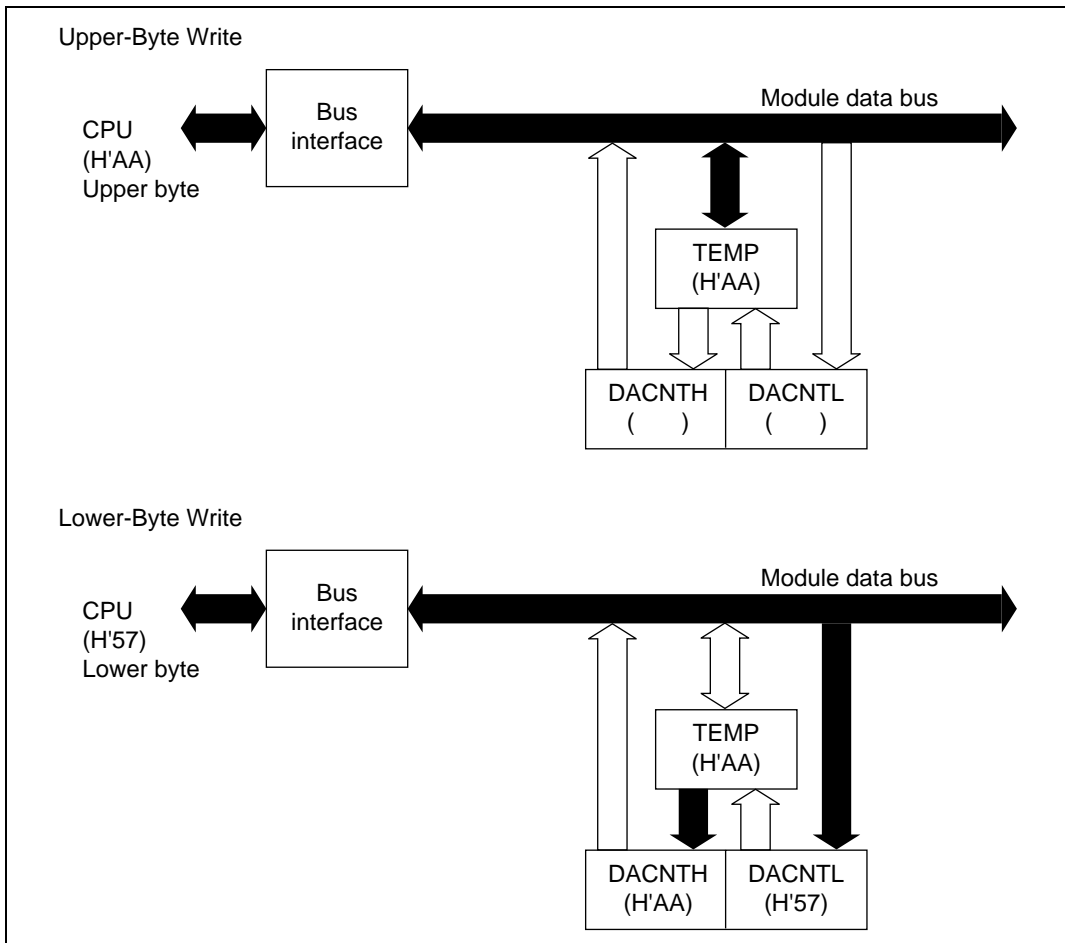 Upper-Byte Write
CPU
(H'AA)
Upper byte
Bus
interface
Module data bus
TEMP
(H'AA)
DACNTH
( )
DACNTL
( )
Lower-Byte Write
CPU
(H'57)
Lower byte
Bus
interface
Module data bus
TEMP
(H'AA)
DACNTH
(H'AA)
DACNTL
(H'57)